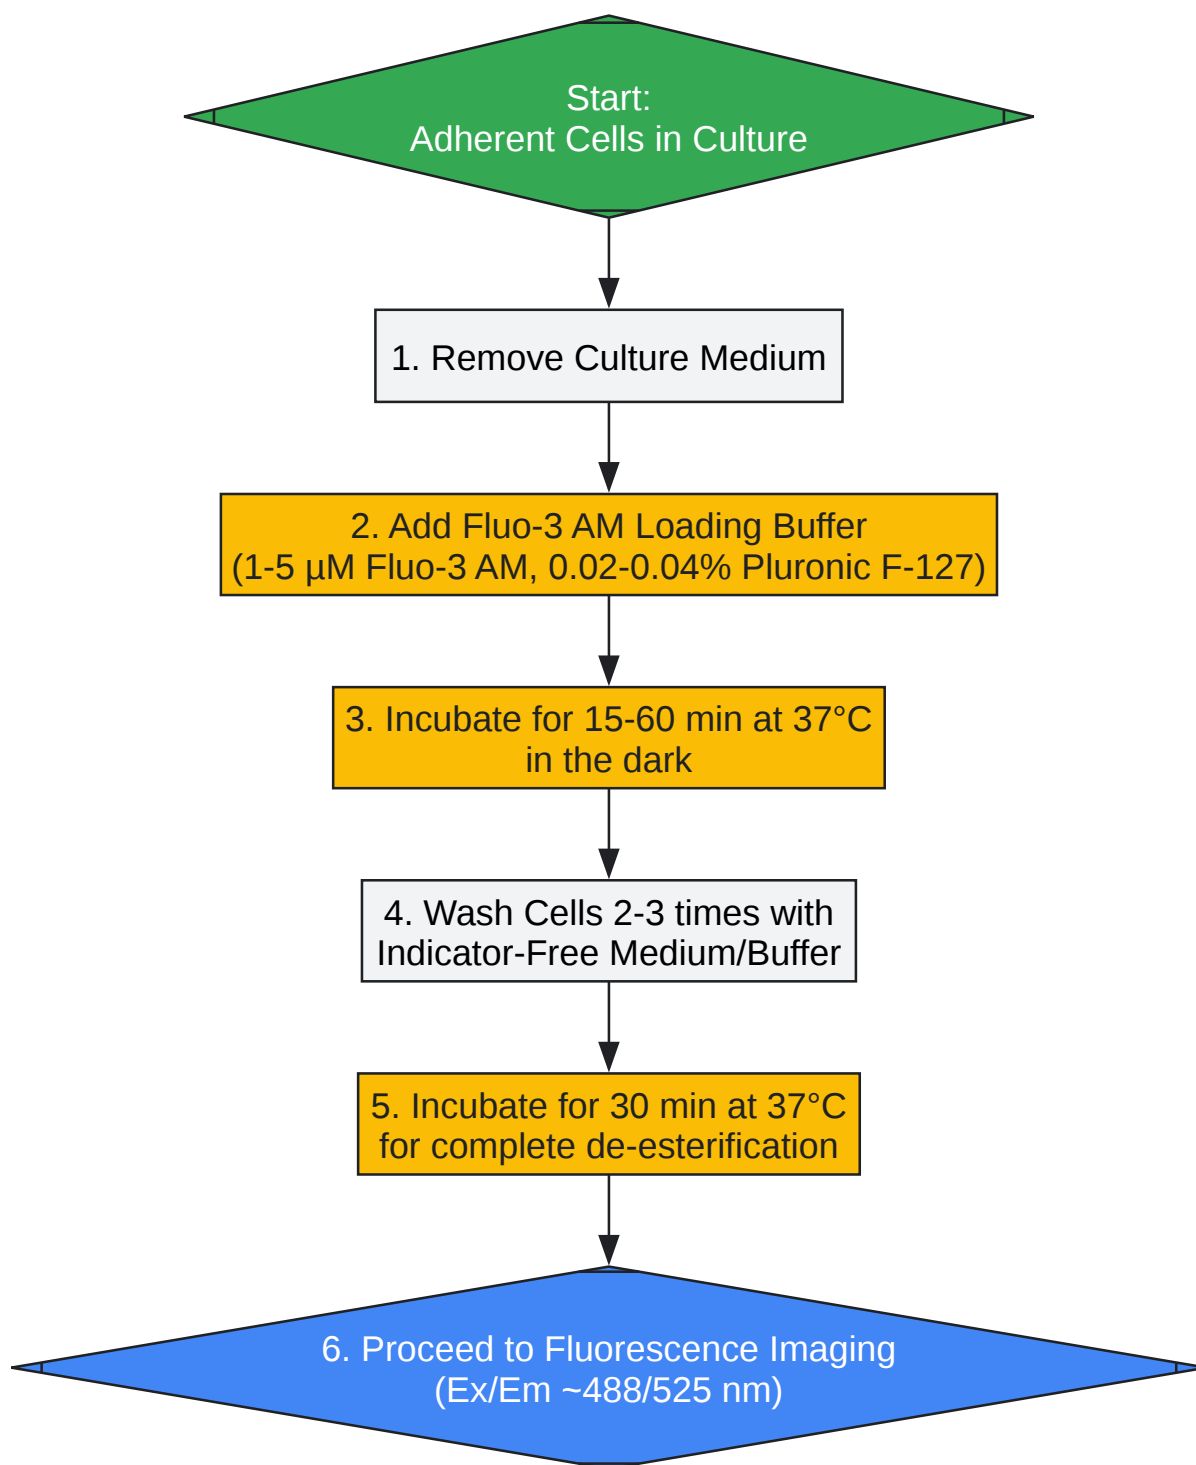 Start:
Adherent Cells in Culture
1. Remove Culture Medium
2. Add Fluo-3 AM Loading Buffer
(1-5 µM Fluo-3 AM, 0.02-0.04% Pluronic F-127)
3. Incubate for 15-60 min at 37°C
in the dark
4. Wash Cells 2-3 times with
Indicator-Free Medium/Buffer
5. Incubate for 30 min at 37°C
for complete de-esterification
6. Proceed to Fluorescence Imaging
(Ex/Em ~488/525 nm)